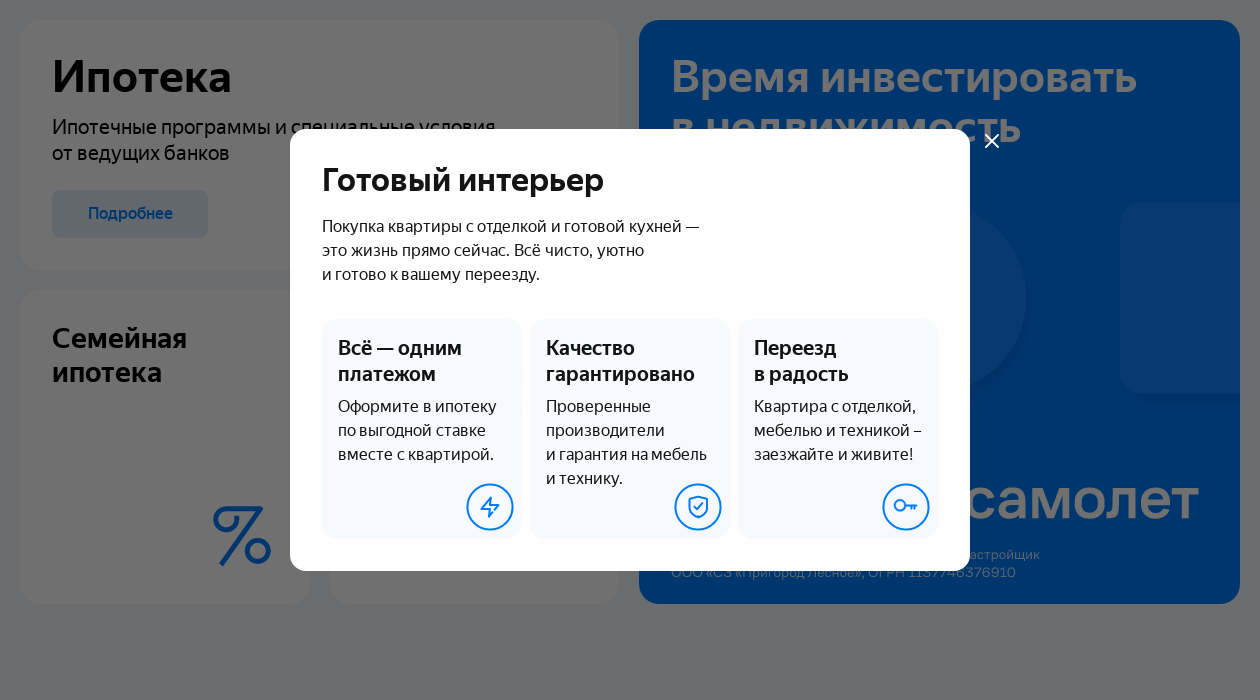 Ипотека
Ипотечные программы и специальные условия
от ведущих банков
Подробнее
Семейная
ипотека
Время инвестировать
в недвижимость
Готовый интерьер
Покупка квартиры с отделкой и готовой кухней —
это жизнь прямо сейчас. Всё чисто, уютно
и готово к вашему переезду.
Всё — одним
платежом
Оформите в ипотеку
по выгодной ставке
вместе с квартирой.
Качество
гарантировано
Проверенные
производители
и гарантия на мебель
и технику.
Переезд
в радость
Квартира с отделкой,
мебелью и техникой –
заезжайте и живите!
самолет
ООО «СЗ «Пригород Лесное», ОГРН 1137746376910